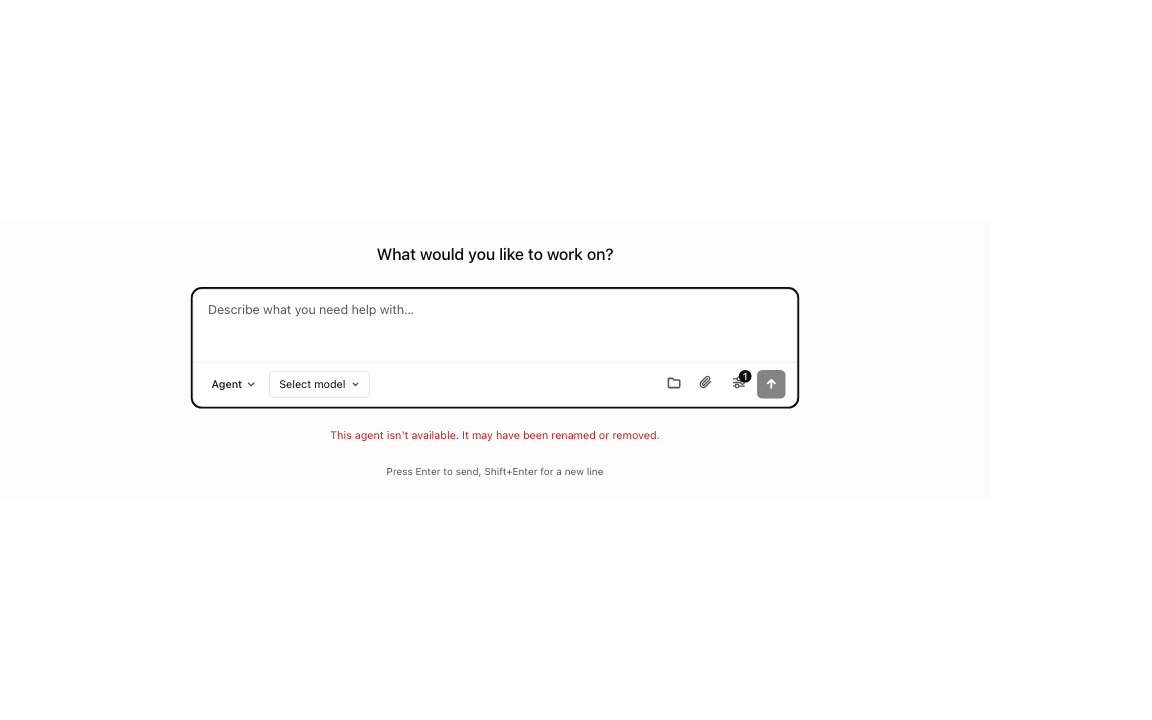 What would you like to work on?
Describe what you need help with...
Agent
Select model
1
This agent isn't available. It may have been renamed or removed.
Press Enter to send, Shift+Enter for a new line